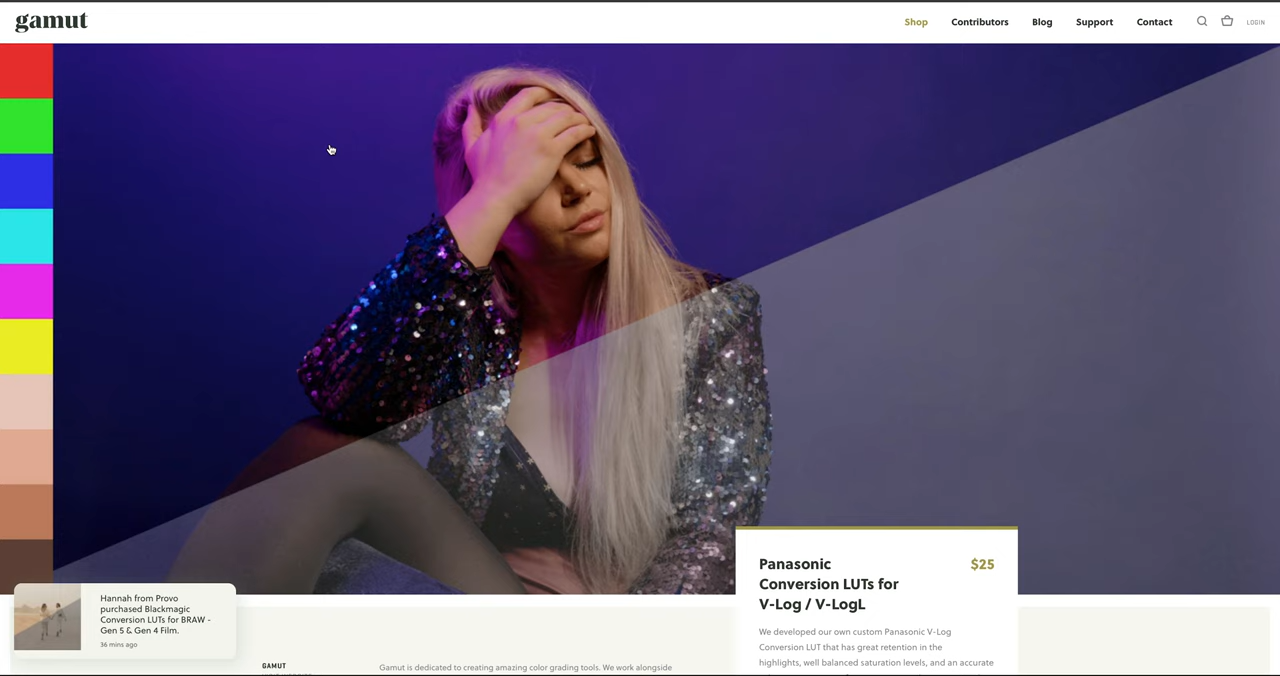 gamut
Shop Contributors Blog Support Contact LOGIN
Panasonic
Conversion LUTs for
V-Log / V-LogL
$25
We developed our own custom Panasonic V-Log
Conversion LUT that has great retention in the
highlights, well balanced saturation levels, and an accurate
Hannah from Provo
purchased Blackmagic
Conversion LUTs for BRAW -
Gen 5 & Gen 4 Film.
36 mins ago
GAMUT
Gamut is dedicated to creating amazing color grading tools. We work alongside